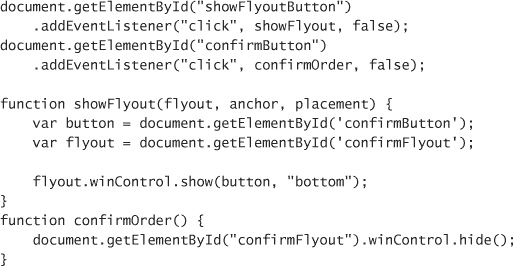 document.getElementById("showFlyoutButton")
    .addEventListener("click", showFlyout, false);
document.getElementById("confirmButton")
    .addEventListener("click", confirmOrder, false);

function showFlyout(flyout, anchor, placement) {
    var button = document.getElementById('confirmButton');
    var flyout = document.getElementById('confirmFlyout');

    flyout.winControl.show(button, "bottom");
}
function confirmOrder() {
    document.getElementById("confirmFlyout").winControl.hide();
}